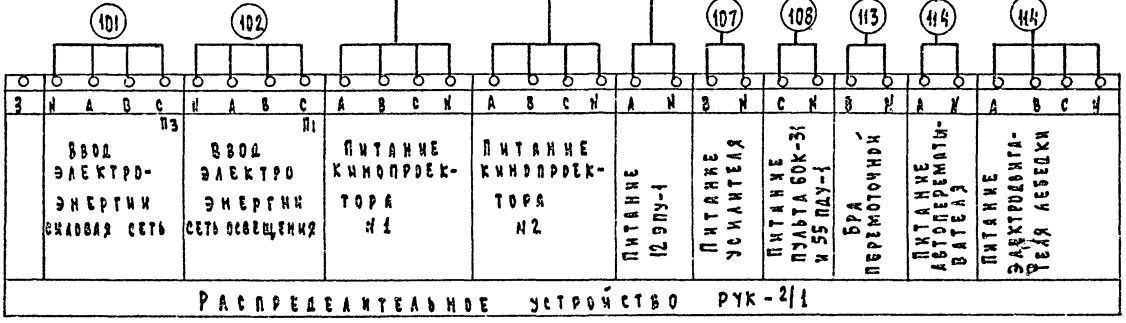 101 102 107 108 113 114 114
З N А В С N А В С А В С N А В С N А N В N С N В N А N А В С N
П3 П1
Ввод
электро-
энергии
силовая сеть
Ввод
электро
энергии
сеть освещения
Питание
кинопроек-
тора
N1
Питание
кинопроек-
тора
N2
Питание
12 ЭПУ-1
Питание
усилителя
Питание
пульта 60К-31
и 55 ПДУ-1
Бра
перемоточной
Питание
автоперематы-
вателя
Питание
электродвига-
теля лебедки
Распределительное устройство РУК-2/1